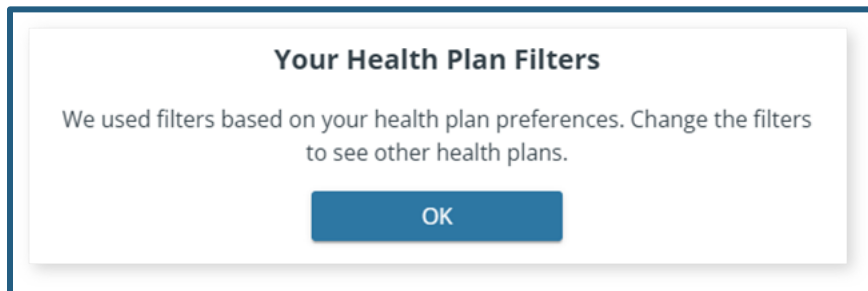 Your Health Plan Filters
We used filters based on your health plan preferences. Change the filters
to see other health plans.
OK